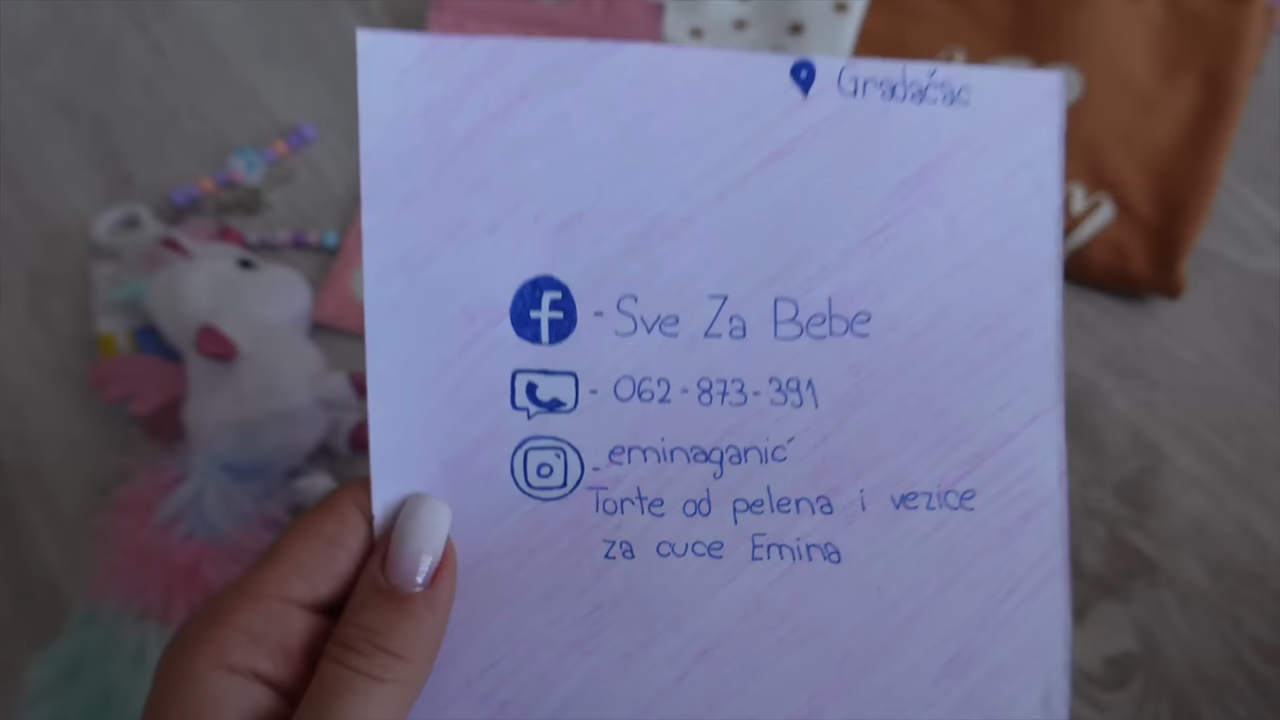 Gradačac
- Sve Za Bebe
- 062-873-391
- eminaganić
Torte od pelena i vezice
za cuce Emina